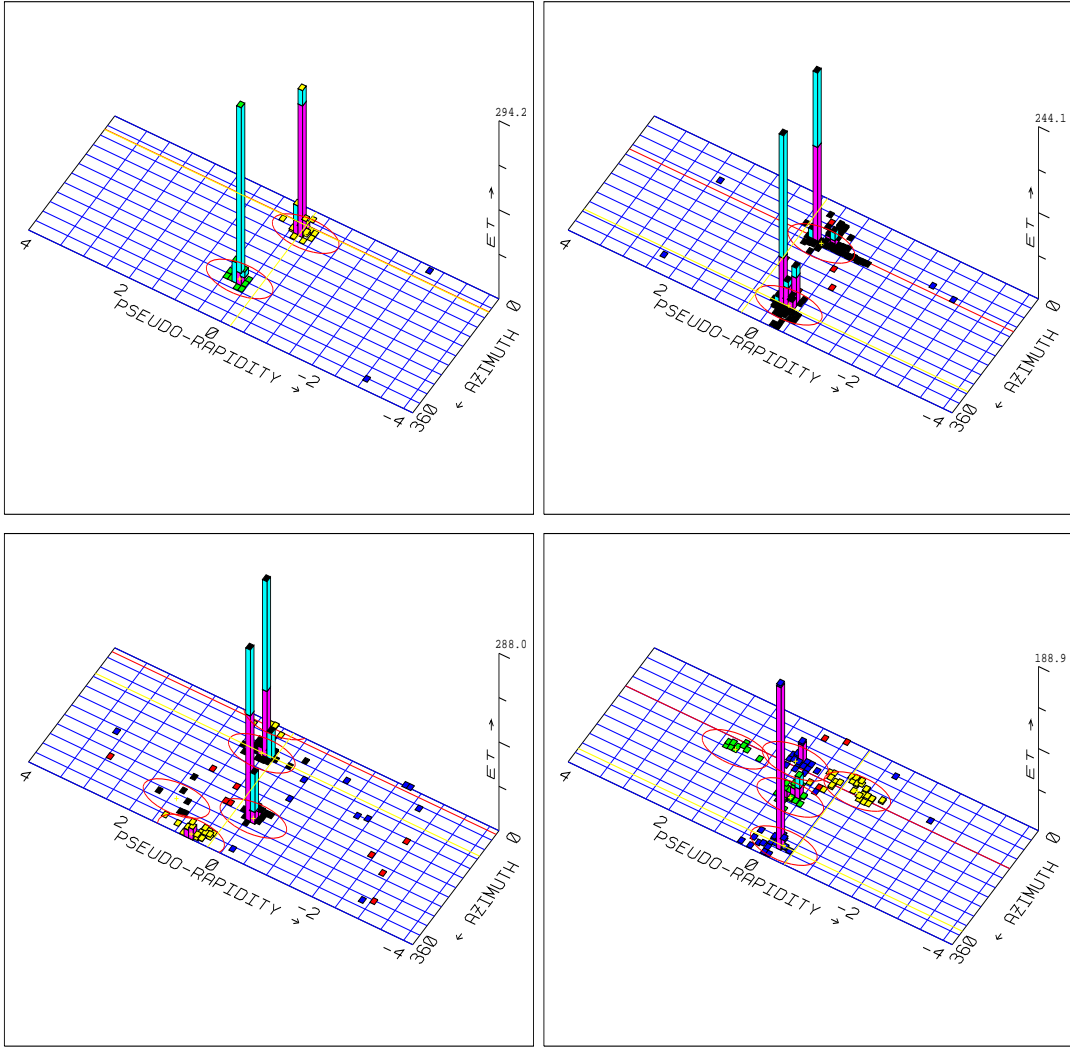 294.2
ET →
4
2
0
-2
-4
PSEUDO-RAPIDITY →
0
360
← AZIMUTH
244.1
ET →
4
2
0
-2
-4
PSEUDO-RAPIDITY →
0
360
← AZIMUTH
288.0
ET →
4
2
0
-2
-4
PSEUDO-RAPIDITY →
0
360
← AZIMUTH
188.9
ET →
4
2
0
-2
-4
PSEUDO-RAPIDITY →
0
360
← AZIMUTH